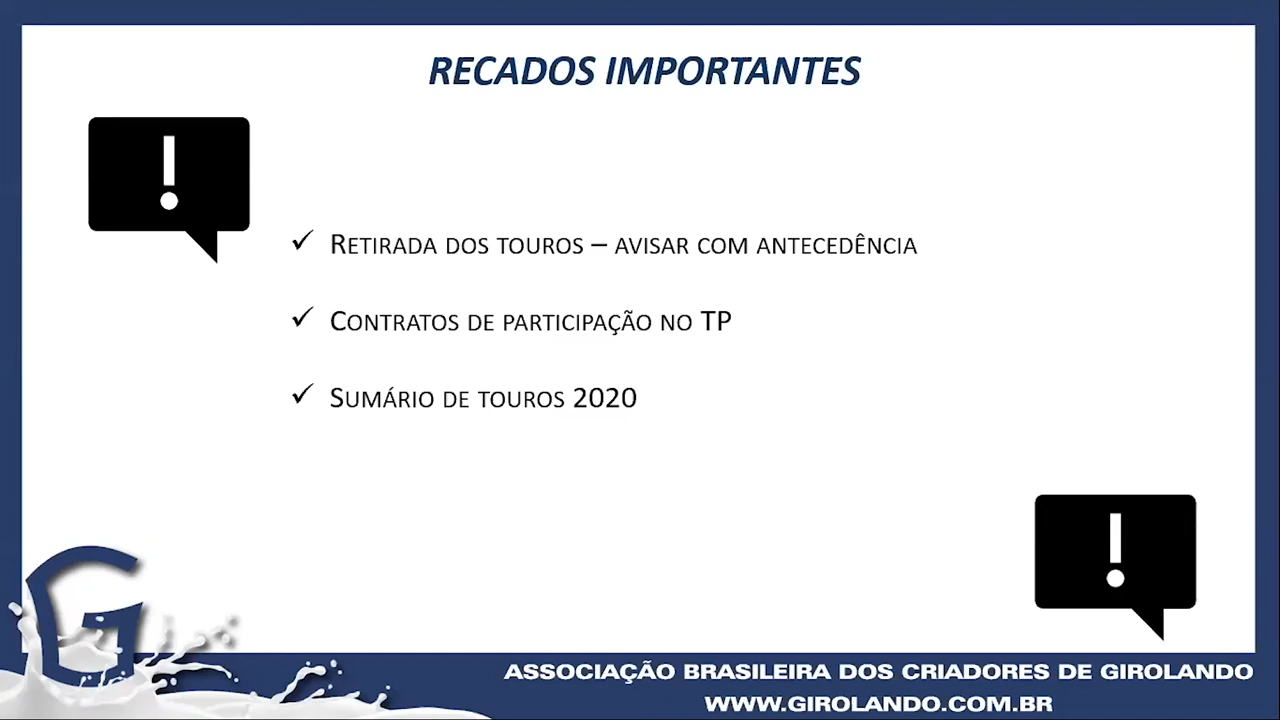 RECADOS IMPORTANTES
! 
✓ RETIRADA DOS TOUROS – AVISAR COM ANTECEDÊNCIA
✓ CONTRATOS DE PARTICIPAÇÃO NO TP
✓ SUMÁRIO DE TOUROS 2020
!
G
ASSOCIAÇÃO BRASILEIRA DOS CRIADORES DE GIROLANDO
WWW.GIROLANDO.COM.BR